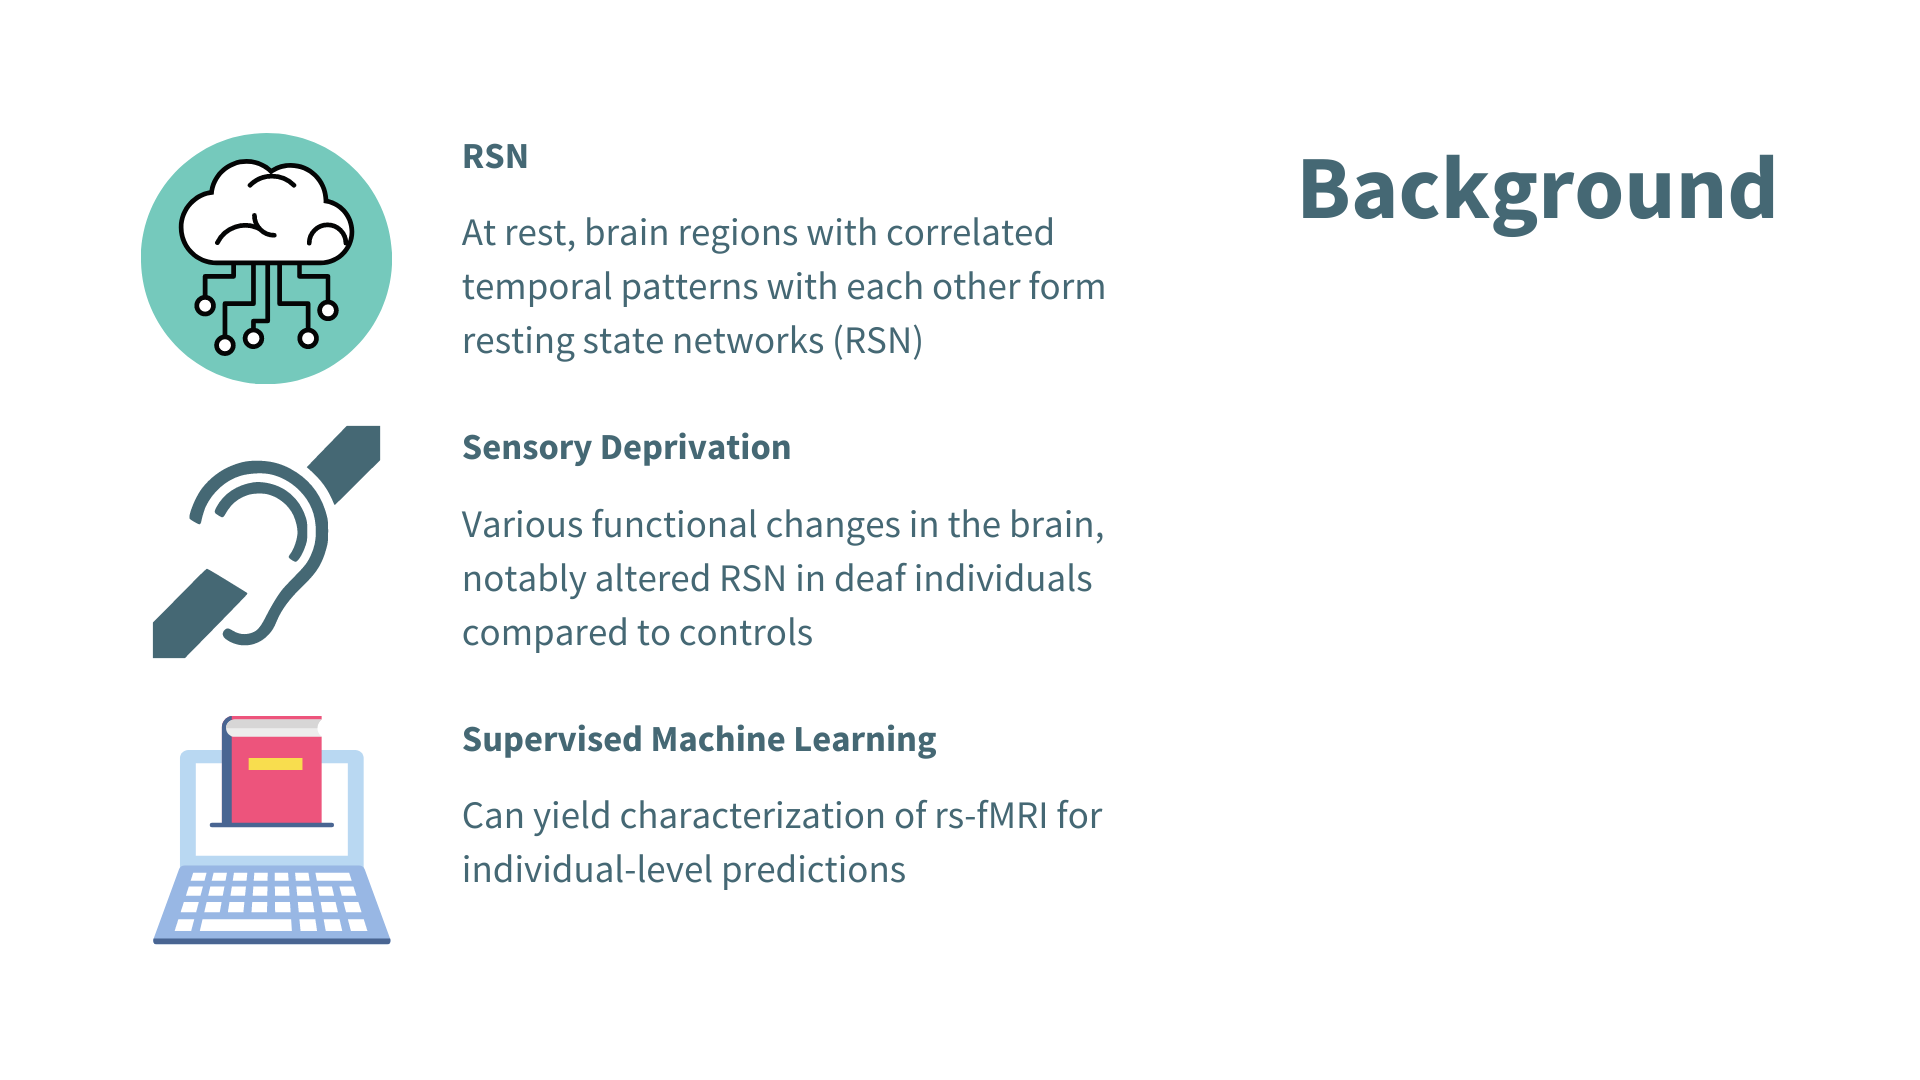 Background
RSN
At rest, brain regions with correlated
temporal patterns with each other form
resting state networks (RSN)
Sensory Deprivation
Various functional changes in the brain,
notably altered RSN in deaf individuals
compared to controls
Supervised Machine Learning
Can yield characterization of rs-fMRI for
individual-level predictions